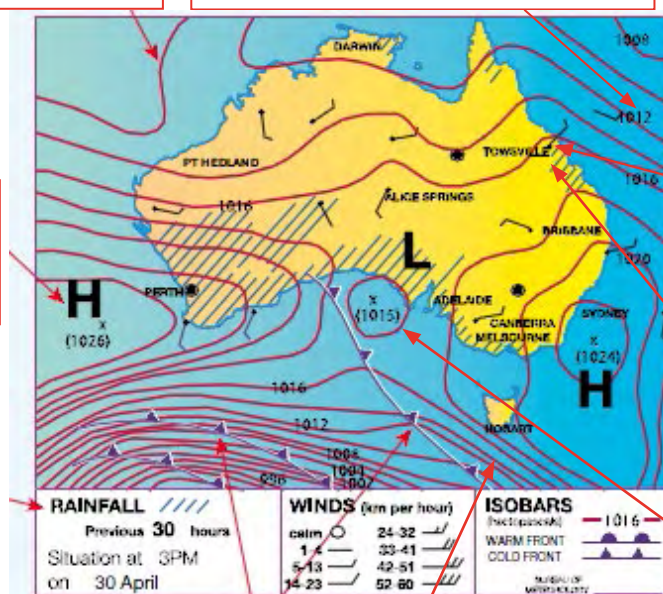 1008
DARWIN
1012
PT HEDLAND
TOWSVILLE
1016
ALICE SPRINGS
1016
BRISBANE
L
1020
H
PERTH
x
(1026)
x
(1015)
ADELAIDE
CANBERRA
MELBOURNE
SYDNEY
x
(1024)
H
1016
1012
HOBART
1008
1004
996
1002
RAINFALL
Previous 30 hours
Situation at 3PM
on 30 April
WINDS (km per hour)
calm 24-32
1-4 33-41
5-13 42-51
14-23 52-60
ISOBARS
(hectopascals) 1016
WARM FRONT
COLD FRONT
BUREAU OF
METEOROLOGY